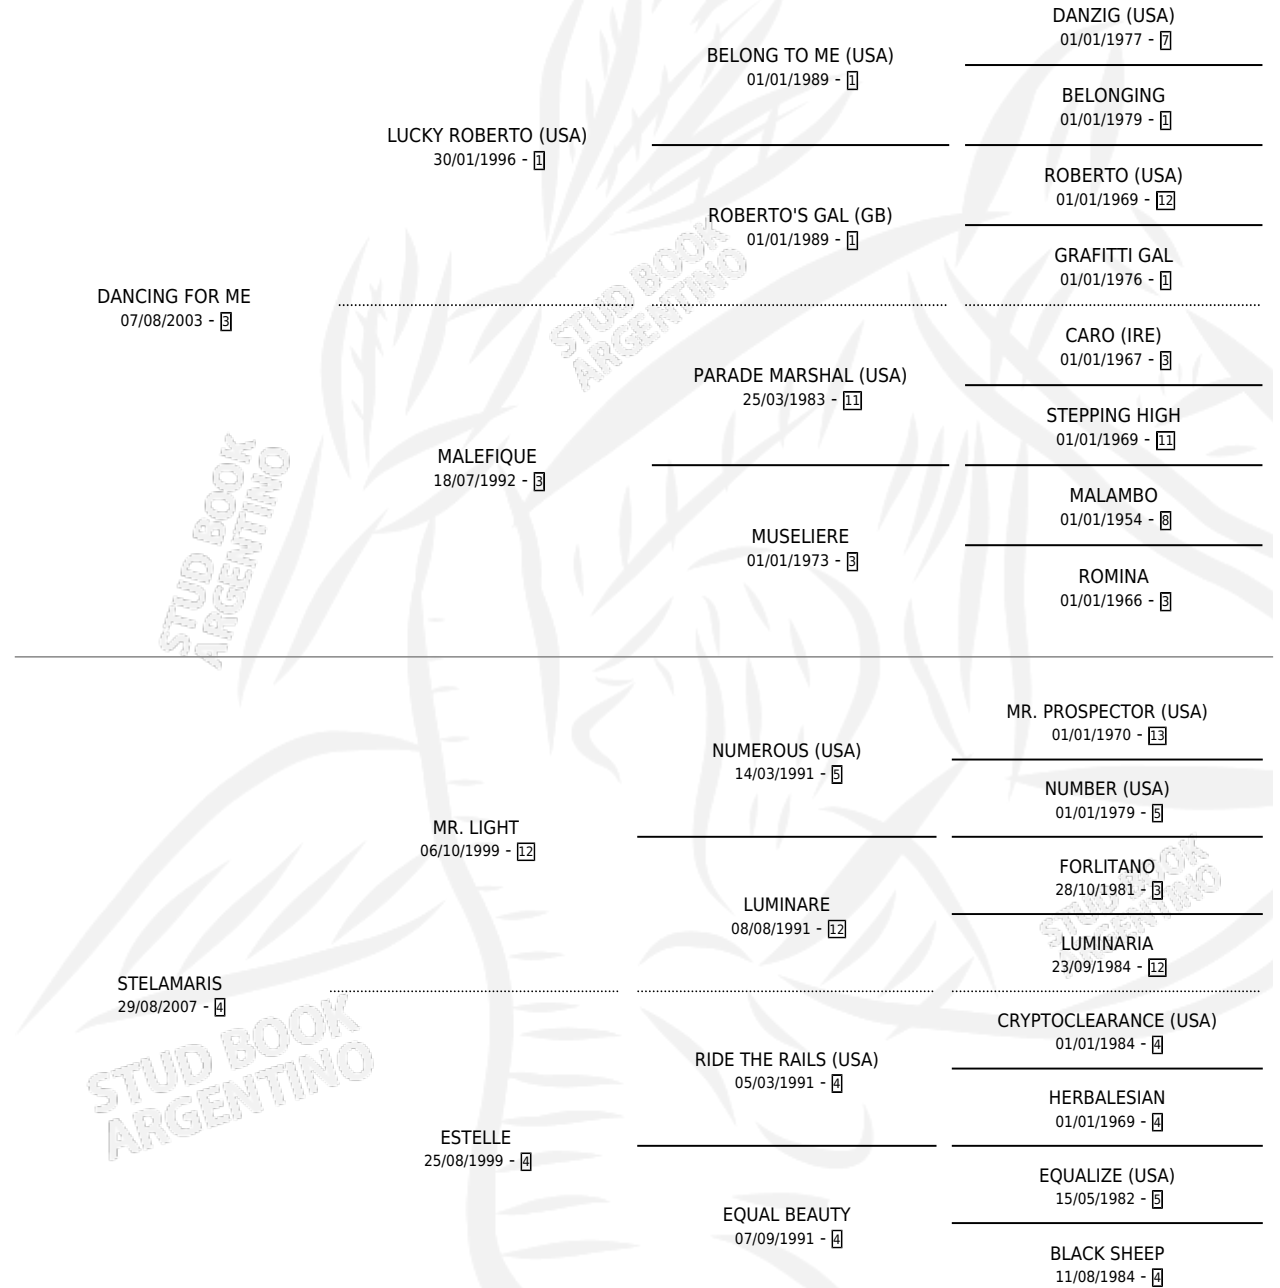 DANZIG (USA)
01/01/1977 - 7
BELONG TO ME (USA)
01/01/1989 - 1
BELONGING
01/01/1979 - 1
LUCKY ROBERTO (USA)
30/01/1996 - 1
ROBERTO (USA)
01/01/1969 - 12
ROBERTO'S GAL (GB)
01/01/1989 - 1
GRAFITTI GAL
01/01/1976 - 1
DANCING FOR ME
07/08/2003 - 3
CARO (IRE)
01/01/1967 - 3
PARADE MARSHAL (USA)
25/03/1983 - 11
STEPPING HIGH
01/01/1969 - 11
MALEFIQUE
18/07/1992 - 3
MALAMBO
01/01/1954 - 8
MUSELIERE
01/01/1973 - 3
ROMINA
01/01/1966 - 3
STUD BOOK
ARGENTINO
STUD BOOK
ARGENTINO
MR. PROSPECTOR (USA)
01/01/1970 - 13
NUMEROUS (USA)
14/03/1991 - 5
NUMBER (USA)
01/01/1979 - 5
MR. LIGHT
06/10/1999 - 12
FORLITANO
28/10/1981 - 3
LUMINARE
08/08/1991 - 12
LUMINARIA
23/09/1984 - 12
STELAMARIS
29/08/2007 - 4
CRYPTOCLEARANCE (USA)
01/01/1984 - 4
RIDE THE RAILS (USA)
05/03/1991 - 4
HERBALESIAN
01/01/1969 - 4
ESTELLE
25/08/1999 - 4
EQUALIZE (USA)
15/05/1982 - 5
EQUAL BEAUTY
07/09/1991 - 4
BLACK SHEEP
11/08/1984 - 4
STUD BOOK
ARGENTINO
STUD BOOK
ARGENTINO